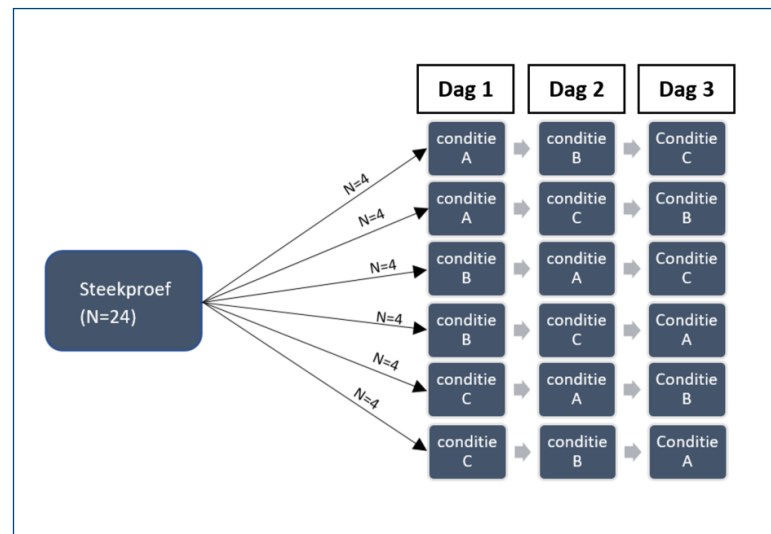 Dag 1
Dag 2
Dag 3
Steekproef
(N=24)
N=4
conditie
A
conditie
B
Conditie
C
N=4
conditie
A
conditie
C
Conditie
B
N=4
conditie
B
conditie
A
Conditie
C
N=4
conditie
B
conditie
C
Conditie
A
N=4
conditie
C
conditie
A
Conditie
B
N=4
conditie
C
conditie
B
Conditie
A